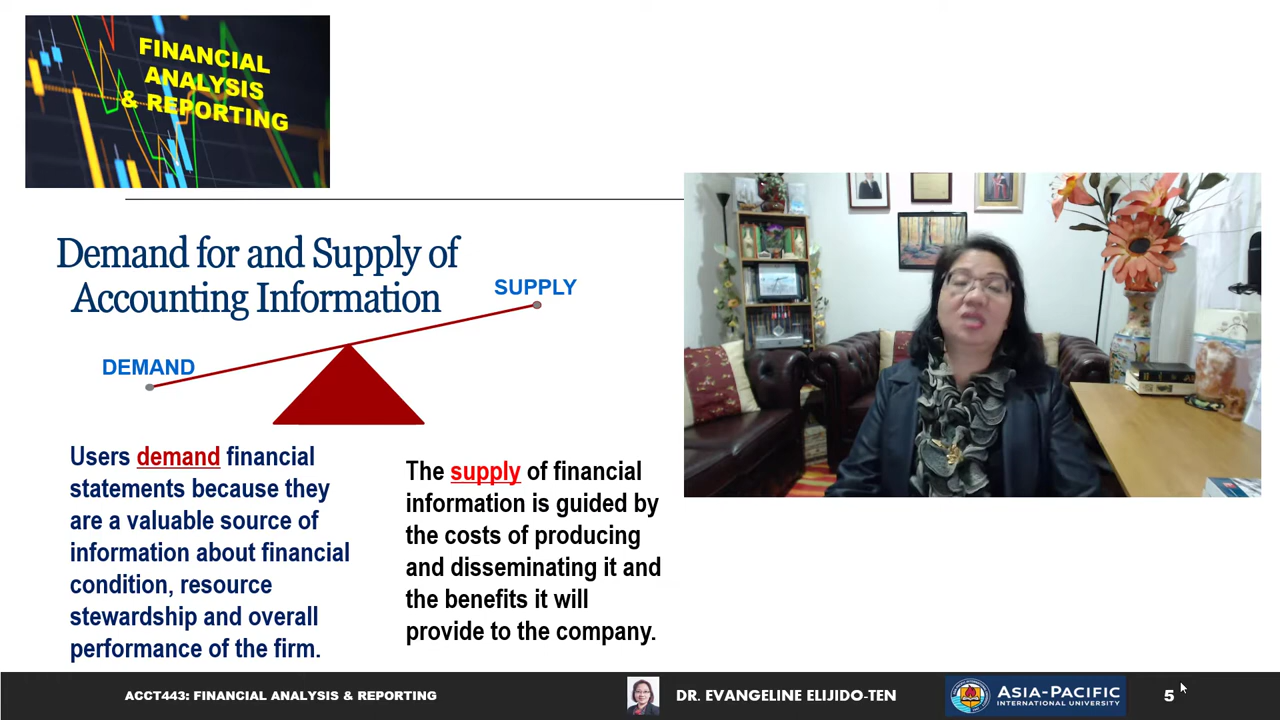 FINANCIAL
ANALYSIS
& REPORTING
Demand for and Supply of
Accounting Information
SUPPLY
DEMAND
Users demand financial
statements because they
are a valuable source of
information about financial
condition, resource
stewardship and overall
performance of the firm.
The supply of financial
information is guided by
the costs of producing
and disseminating it and
the benefits it will
provide to the company.
ACCT443: FINANCIAL ANALYSIS & REPORTING
DR. EVANGELINE ELIJIDO-TEN
ASIA-PACIFIC
INTERNATIONAL UNIVERSITY
5